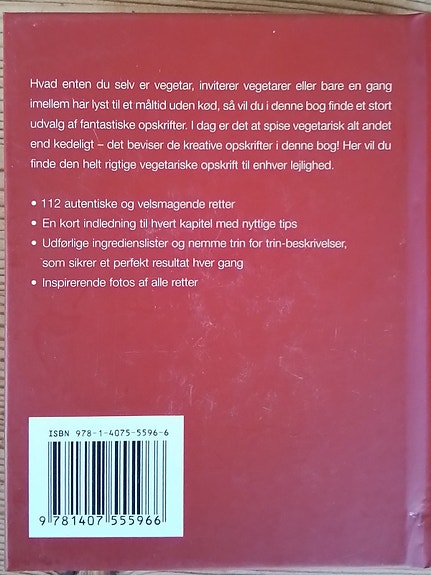 Hvad enten du selv er vegetar, inviterer vegetarer eller bare en gang
imellem har lyst til et måltid uden kød, så vil du i denne bog finde et stort
udvalg af fantastiske opskrifter. I dag er det at spise vegetarisk alt andet
end kedeligt – det beviser de kreative opskrifter i denne bog! Her vil du
finde den helt rigtige vegetariske opskrift til enhver lejlighed.
• 112 autentiske og velsmagende retter
• En kort indledning til hvert kapitel med nyttige tips
• Udførlige ingredienslister og nemme trin for trin-beskrivelser,
som sikrer et perfekt resultat hver gang
• Inspirerende fotos af alle retter
ISBN 978-1-4075-5596-6
9 781407 555966